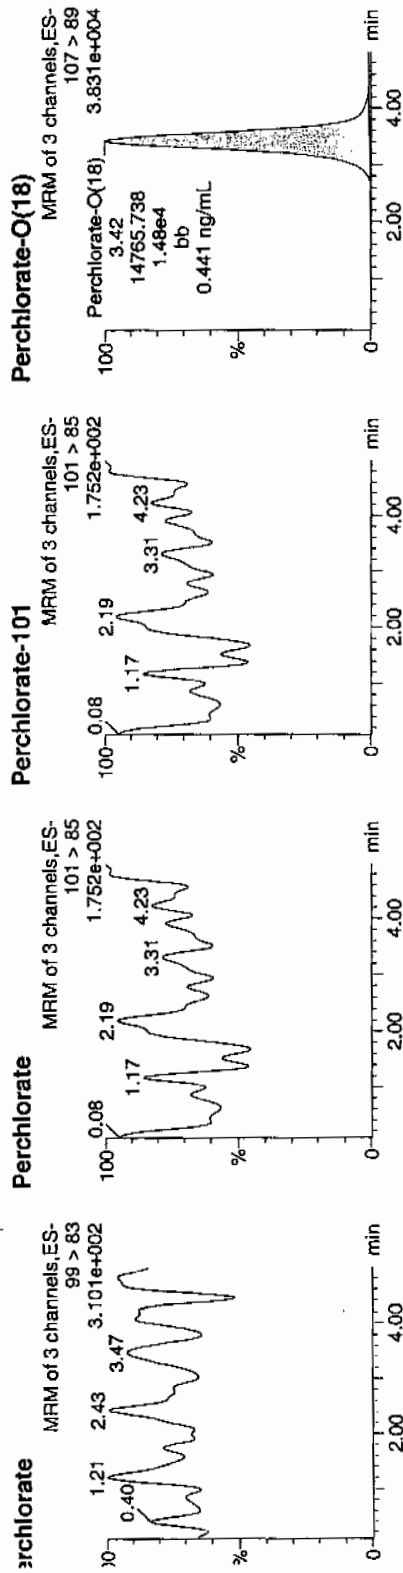 erchlorate
MRM of 3 channels,ES-
99 > 83
3.101e+002
00
%
0
0.40
1.21
2.43
3.47
2.00
4.00
min
Perchlorate
MRM of 3 channels,ES-
101 > 85
1.752e+002
100
%
0
0.08
1.17
2.19
3.31
4.23
2.00
4.00
min
Perchlorate-101
MRM of 3 channels,ES-
101 > 85
1.752e+002
100
%
0
0.08
1.17
2.19
3.31
4.23
2.00
4.00
min
Perchlorate-O(18)
MRM of 3 channels,ES-
107 > 89
3.831e+004
100
%
0
Perchlorate-O(18)
3.42
14765.738
1.48e4
bb
0.441 ng/mL
2.00
4.00
min